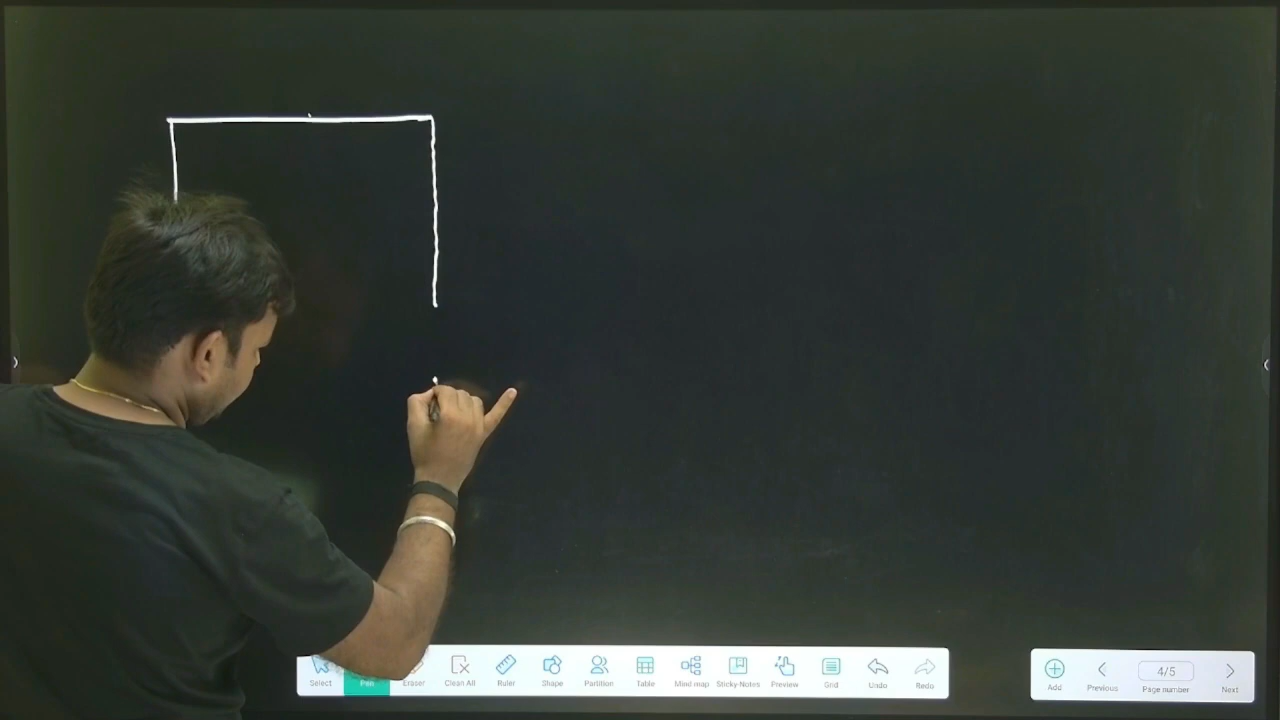 Select Pen Eraser Clean All Ruler Shape Partition Table Mind map Sticky-Notes Preview Grid Undo Redo
4/5
Add Previous Page number Next